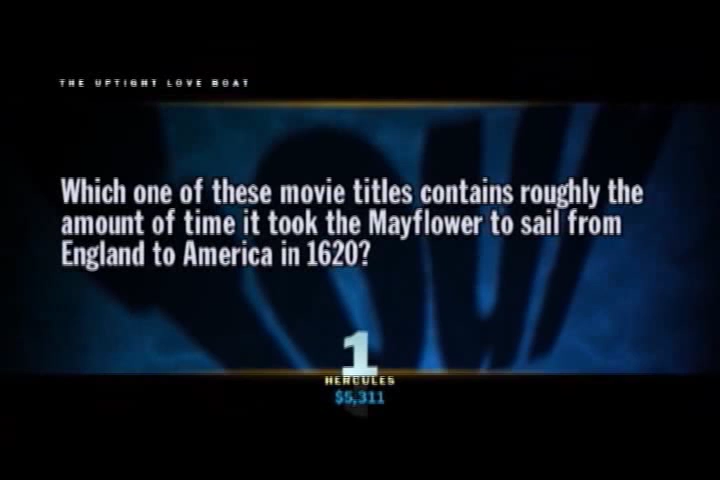 THE UPTIGHT LOVE BOAT
Which one of these movie titles contains roughly the
amount of time it took the Mayflower to sail from
England to America in 1620?
1
HERCULES
$5,311